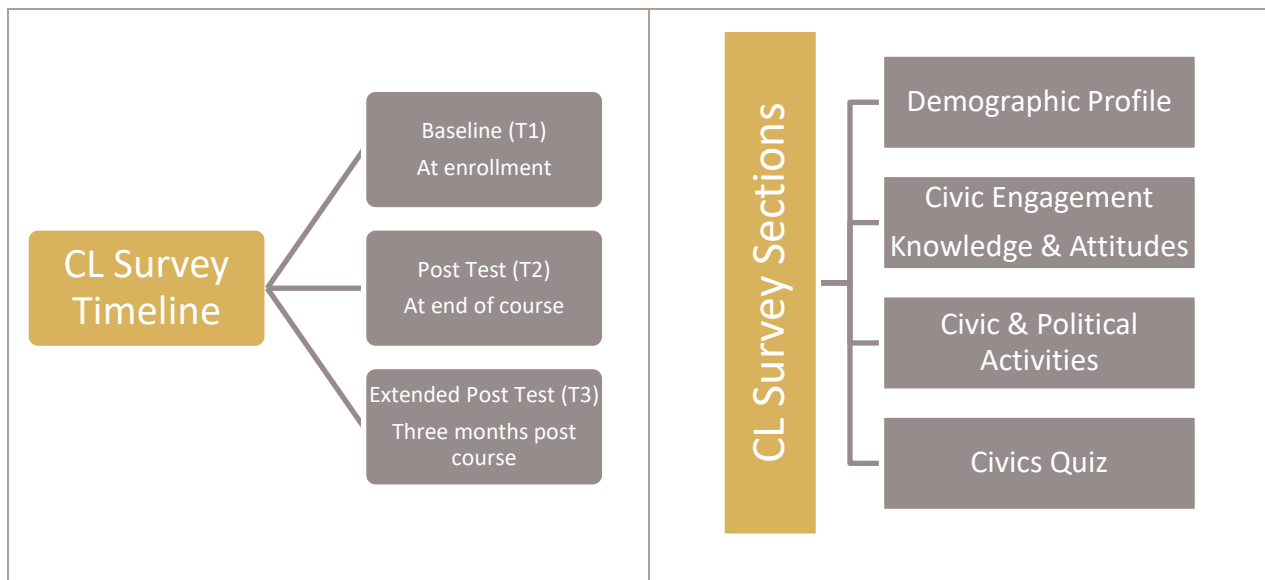 CL Survey
Timeline
Baseline (T1)
At enrollment
Post Test (T2)
At end of course
Extended Post Test (T3)
Three months post
course
CL Survey Sections
Demographic Profile
Civic Engagement
Knowledge & Attitudes
Civic & Political
Activities
Civics Quiz